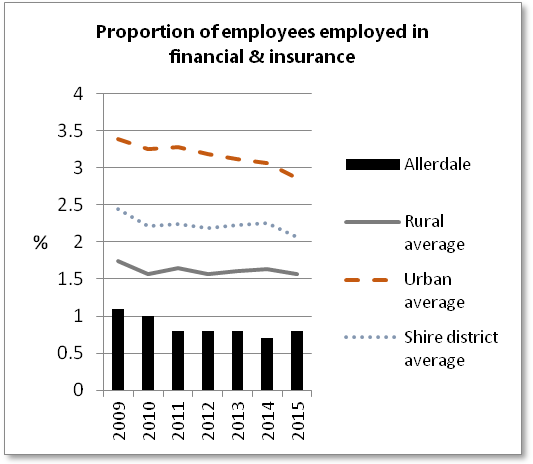 Proportion of employees employed in
financial & insurance
4
3.5
3
2.5
2
1.5
1
0.5
0
%
2009
2010
2011
2012
2013
2014
2015
Allerdale
Rural
average
Urban
average
Shire district
average